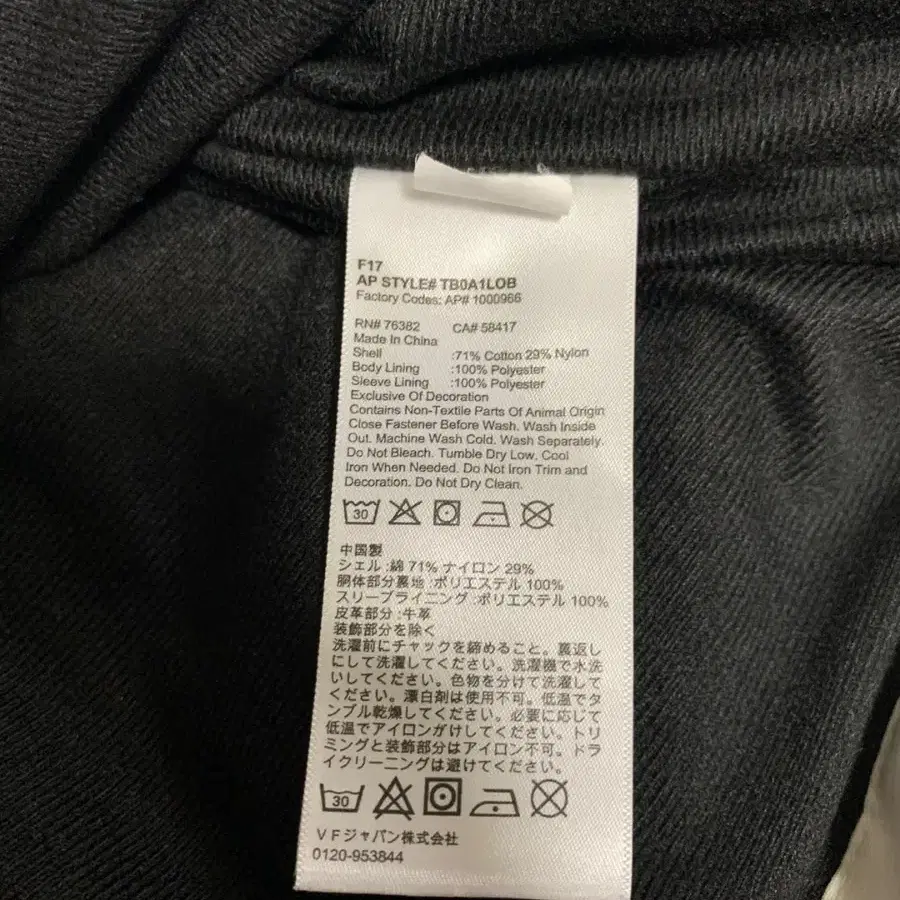 F17
AP STYLE# TB0A1LOB
Factory Codes: AP# 1000966
RN# 76382 CA# 58417
Made In China
Shell :71% Cotton 29% Nylon
Body Lining :100% Polyester
Sleeve Lining :100% Polyester
Exclusive Of Decoration
Contains Non-Textile Parts Of Animal Origin
Close Fastener Before Wash. Wash Inside
Out. Machine Wash Cold. Wash Separately.
Do Not Bleach. Tumble Dry Low. Cool
Iron When Needed. Do Not Iron Trim and
Decoration. Do Not Dry Clean.
30
中国製
シェル:綿 71% ナイロン 29%
胴体部分裏地:ポリエステル 100%
スリーブライニング:ポリエステル 100%
皮革部分:牛革
装飾部分を除く
洗濯前にチャックを締めること。裏返し
にして洗濯してください。洗濯機で水洗
いしてください。色物を分けて洗濯して
ください。漂白剤は使用不可。低温でタ
ンブル乾燥してください。必要に応じて
低温でアイロンがけしてください。トリ
ミングと装飾部分はアイロン不可。ドラ
イクリーニングは避けてください。
30
VFジャパン株式会社
0120-953844